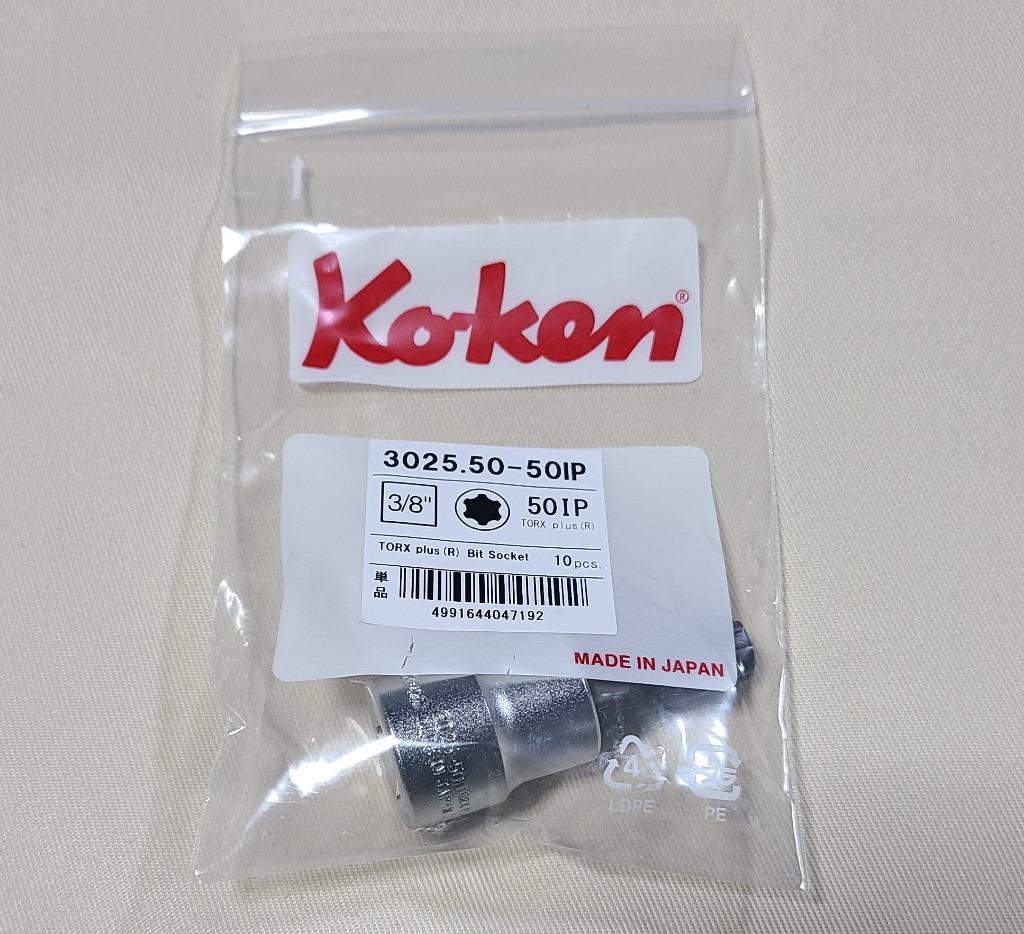 Ko-ken®
3025.50-50IP
3/8"
50IP
TORX plus(R)
TORX plus(R) Bit Socket 10pcs.
単品
4991644047192
MADE IN JAPAN
4
LDPE
PE